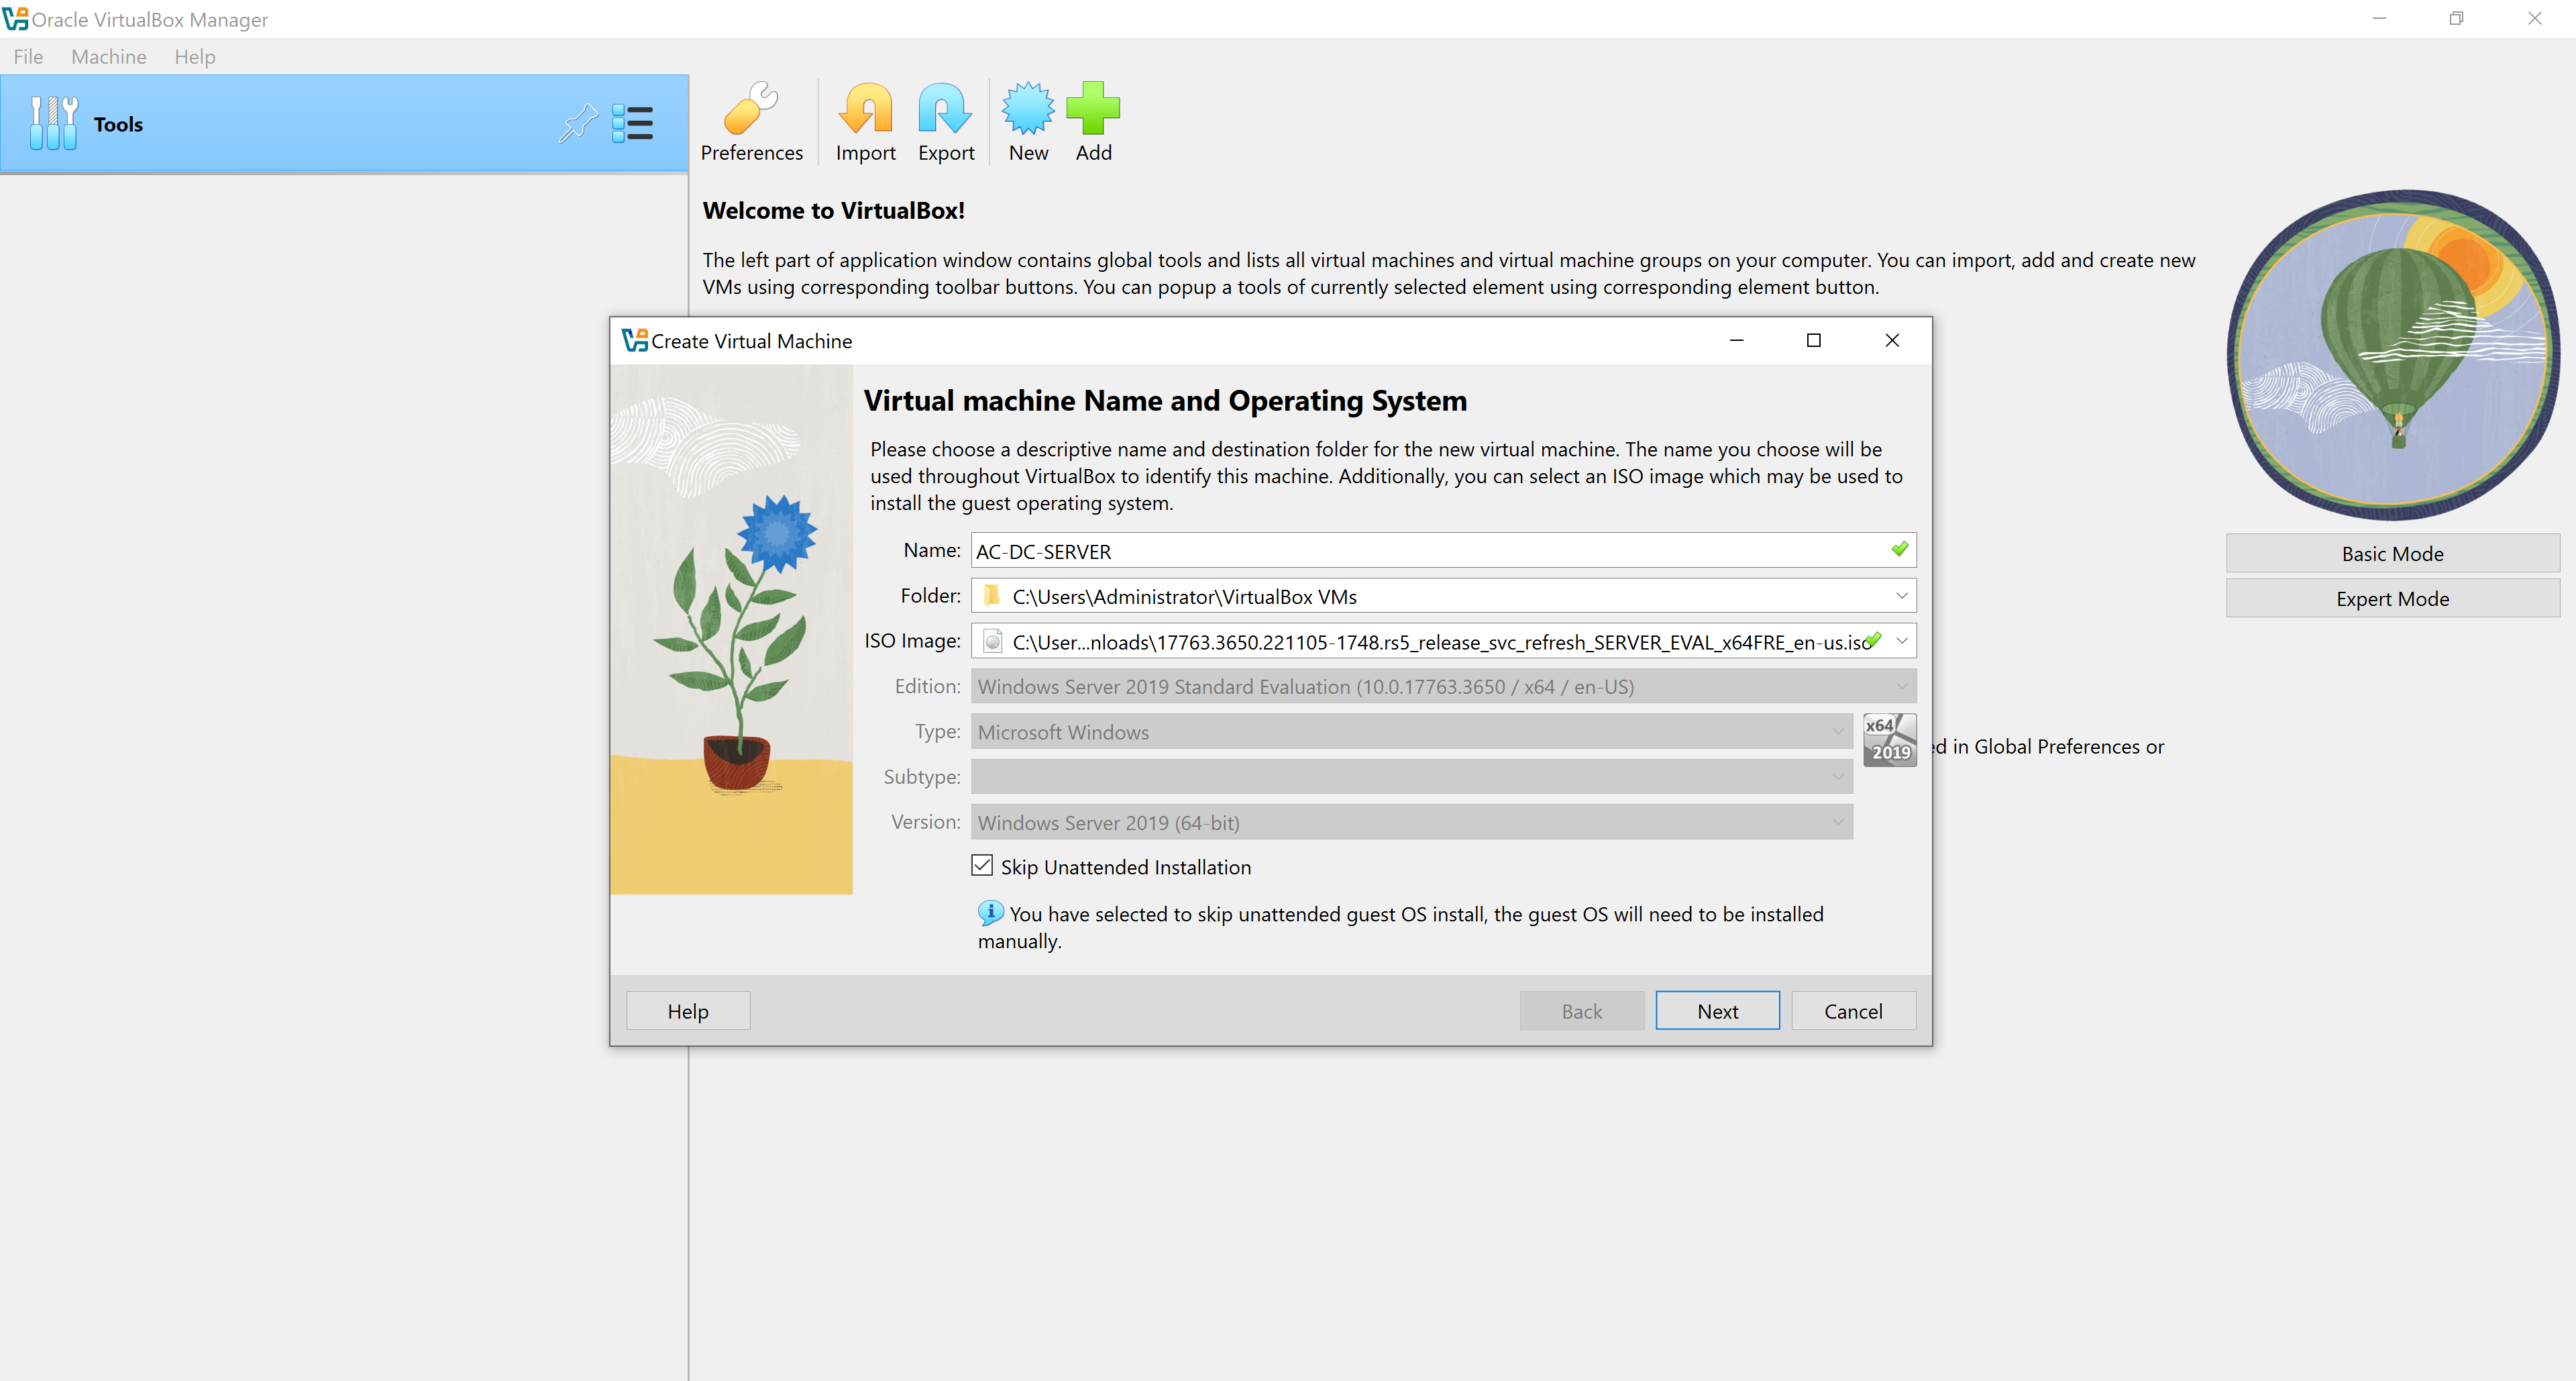 Oracle VirtualBox Manager
File Machine Help
Tools
Preferences Import Export New Add
Welcome to VirtualBox!
The left part of application window contains global tools and lists all virtual machines and virtual machine groups on your computer. You can import, add and create new
VMs using corresponding toolbar buttons. You can popup a tools of currently selected element using corresponding element button.
Create Virtual Machine
Virtual machine Name and Operating System
Please choose a descriptive name and destination folder for the new virtual machine. The name you choose will be
used throughout VirtualBox to identify this machine. Additionally, you can select an ISO image which may be used to
install the guest operating system.
Name: AC-DC-SERVER
Folder: C:\Users\Administrator\VirtualBox VMs
ISO Image: C:\User...nloads\17763.3650.221105-1748.rs5_release_svc_refresh_SERVER_EVAL_x64FRE_en-us.iso
Edition: Windows Server 2019 Standard Evaluation (10.0.17763.3650 / x64 / en-US)
Type: Microsoft Windows
x64
2019
Subtype:
Version: Windows Server 2019 (64-bit)
Skip Unattended Installation
You have selected to skip unattended guest OS install, the guest OS will need to be installed
manually.
Help Back Next Cancel
Basic Mode
Expert Mode
ed in Global Preferences or